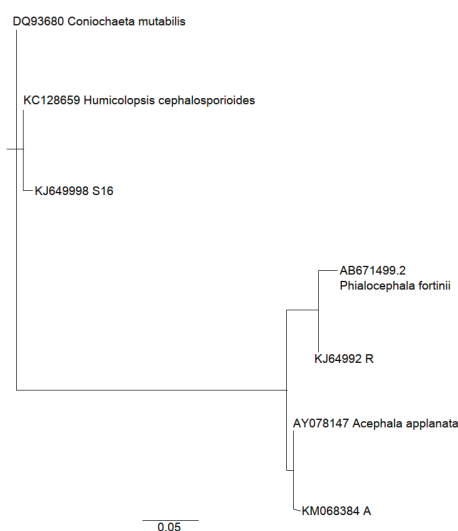 DQ93680 Coniochaeta mutabilis
KC128659 Humicolopsis cephalosporioides
KJ649998 S16
AB671499.2
Phialocephala fortinii
KJ64992 R
AY078147 Acephala applanata
KM068384 A
0.05